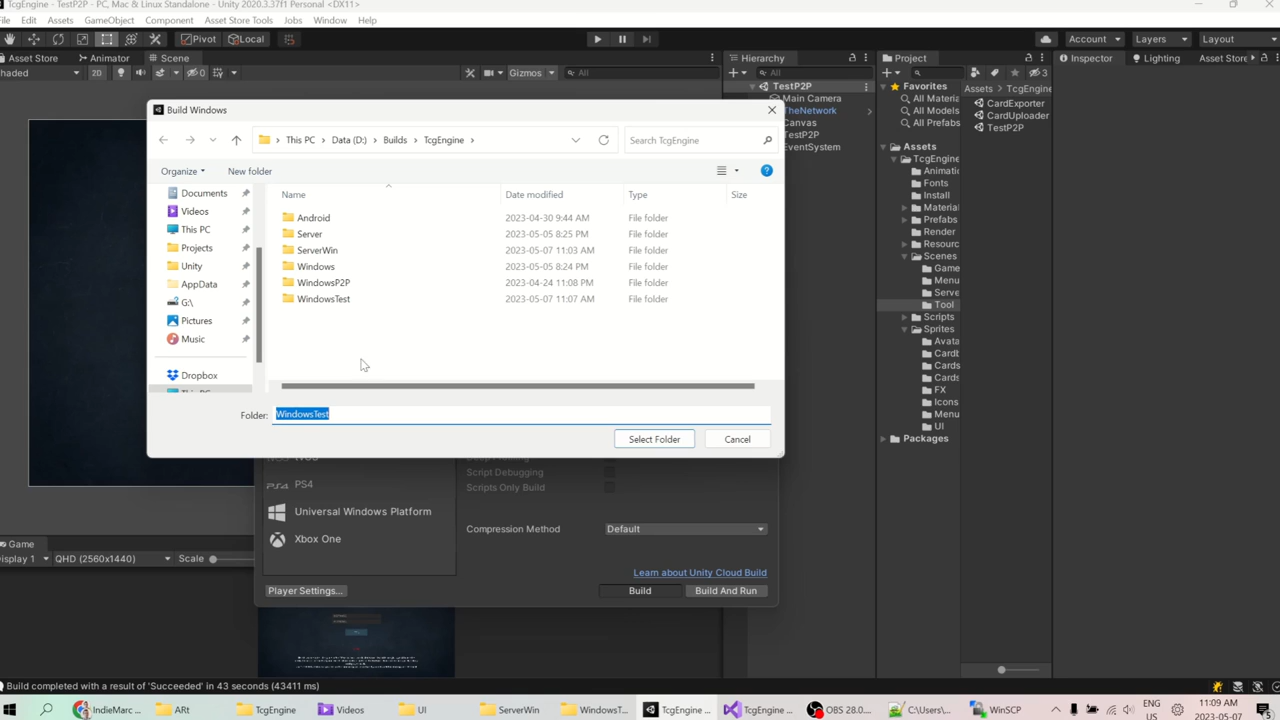 TcgEngine - TestP2P - PC, Mac & Linux Standalone - Unity 2020.3.37f1 Personal <DX11>
File Edit Assets GameObject Component Asset Store Tools Jobs Window Help
Pivot Local Account Layers Layout
Asset Store Animator Scene Hierarchy Project Inspector Lighting Asset Store
Shaded 2D 0 Gizmos All All 3
Build Windows
This PC > Data (D:) > Builds > TcgEngine > Search TcgEngine
Organize New folder
Name Date modified Type Size
Documents
Videos
This PC
Projects
Unity
AppData
G:\
Pictures
Music
Dropbox
Android 2023-04-30 9:44 AM File folder
Server 2023-05-05 8:25 PM File folder
ServerWin 2023-05-07 11:03 AM File folder
Windows 2023-05-05 8:24 PM File folder
WindowsP2P 2023-04-24 11:08 PM File folder
WindowsTest 2023-05-07 11:07 AM File folder
Folder: WindowsTest
Select Folder Cancel
TestP2P
Main Camera
TheNetwork
Canvas
TestP2P
EventSystem
Favorites
All Materia
All Models
All Prefabs
Assets
TcgEngine
Animatic
Fonts
Install
Material
Prefabs
Render
Resourc
Scenes
Game
Menu
Serve
Tool
Scripts
Sprites
Avata
Cardb
Cards
Cards
FX
Icons
Menu
UI
Packages
Assets > TcgEngine
CardExporter
CardUploader
TestP2P
PS4
Universal Windows Platform
Xbox One
Script Debugging
Scripts Only Build
Compression Method Default
Learn about Unity Cloud Build
Player Settings... Build Build And Run
Game
Display 1 QHD (2560x1440) Scale
Build completed with a result of 'Succeeded' in 43 seconds (43411 ms)
IndieMarc ... ARt TcgEngine Videos UI ServerWin WindowsT... TcgEngine ... TcgEngine ... OBS 28.0... C:\Users\... WinSCP
ENG
US
11:09 AM
2023-05-07